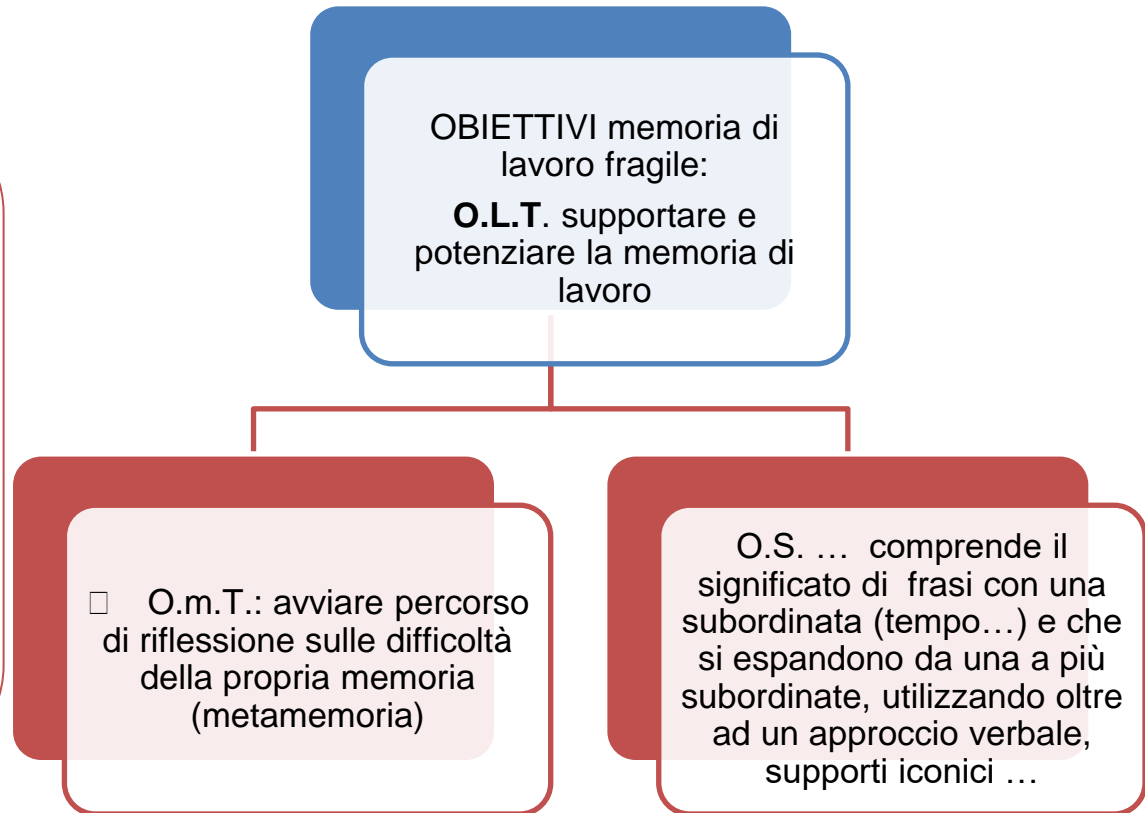 OBIETTIVI memoria di
lavoro fragile:
O.L.T. supportare e
potenziare la memoria di
lavoro
□ O.m.T.: avviare percorso
di riflessione sulle difficoltà
della propria memoria
(metamemoria)
O.S. … comprende il
significato di frasi con una
subordinata (tempo…) e che
si espandono da una a più
subordinate, utilizzando oltre
ad un approccio verbale,
supporti iconici …